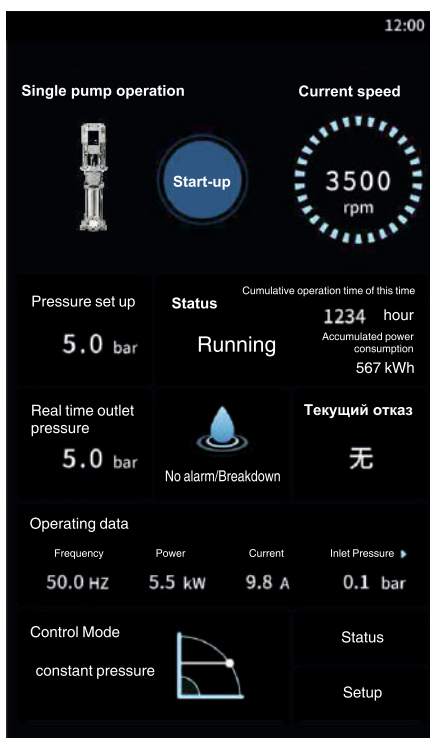 12:00
Single pump operation
Current speed
Start-up
3500
rpm
Pressure set up
5.0 bar
Status
Running
Cumulative operation time of this time
1234 hour
Accumulated power
consumption
567 kWh
Real time outlet
pressure
5.0 bar
No alarm/Breakdown
Текущий отказ
无
Operating data
Frequency
Power
Current
Inlet Pressure
50.0 HZ
5.5 kW
9.8 A
0.1 bar
Control Mode
constant pressure
Status
Setup